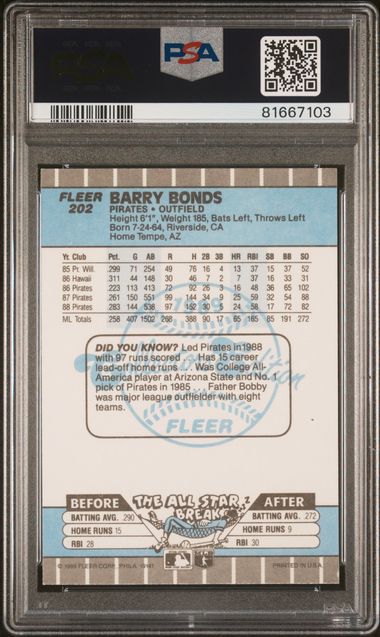 PSA
81667103
FLEER 202
BARRY BONDS
PIRATES • OUTFIELD
Height 6'1", Weight 185, Bats Left, Throws Left
Born 7-24-64, Riverside, CA
Home Tempe, AZ
Yr. Club Pct. G AB R H 2B 3B HR RBI SB BB SO
85 Pr. Will. .299 71 254 49 76 16 4 13 37 15 37 52
86 Hawaii .311 44 148 30 46 7 2 7 37 16 33 31
86 Pirates .223 113 413 92 26 3 16 48 36 65 102
87 Pirates .261 150 551 99 144 34 9 25 59 32 54 88
88 Pirates .283 144 538 97 152 30 5 24 58 17 72 82
ML Totals .258 407 1502 388 90 17 65 165 85 191 272
DID YOU KNOW? Led Pirates in 1988
with 97 runs scored . . . Has 15 career
lead-off home runs . . . Was College All-
America player at Arizona State and No. 1
pick of Pirates in 1985 . . . Father Bobby
was major league outfielder with eight
teams.
FLEER
BEFORE THE ALL STAR BREAK AFTER
BATTING AVG. .290 BATTING AVG. .272
HOME RUNS 15 HOME RUNS 9
RBI 28 RBI 30
FLEER CORP., PHILA. 19141 PRINTED IN U.S.A.